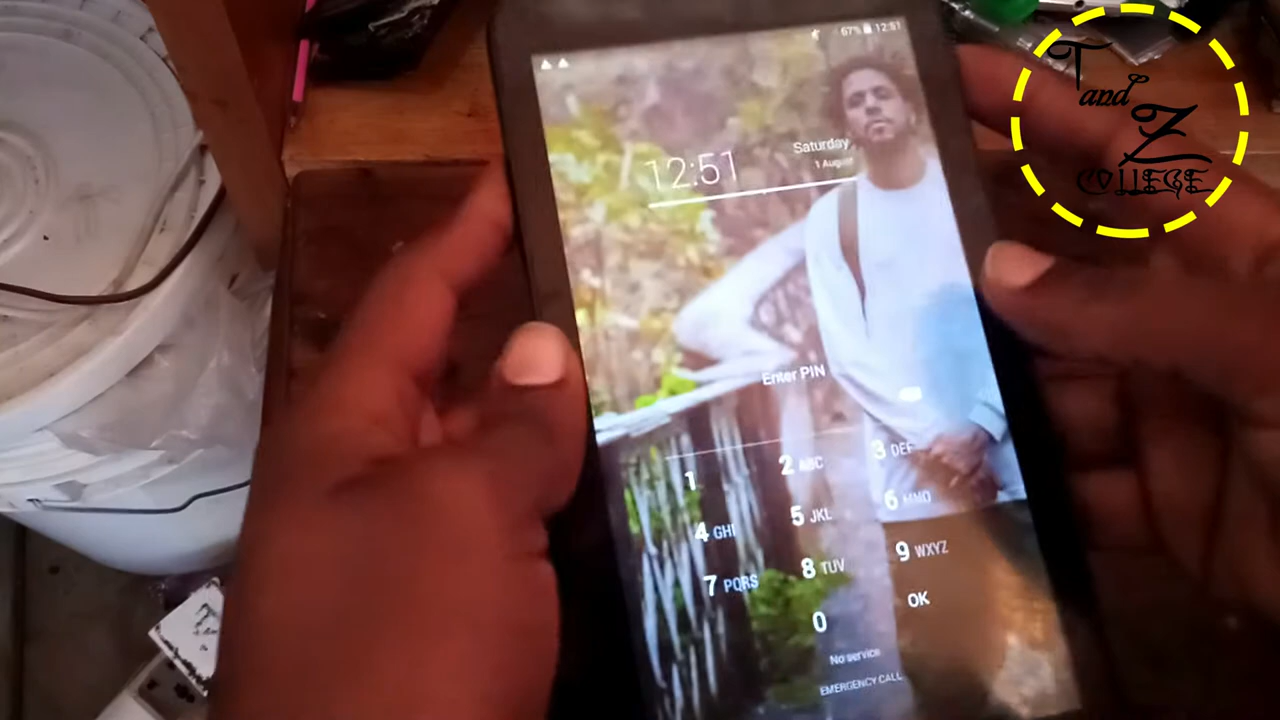 67% 12:51
12:51
Saturday
1 August
Enter PIN
1
2 ABC
3 DEF
4 GHI
5 JKL
6 MNO
7 PQRS
8 TUV
9 WXYZ
0
OK
No service
EMERGENCY CALL
T
and
Z
COLLEGE